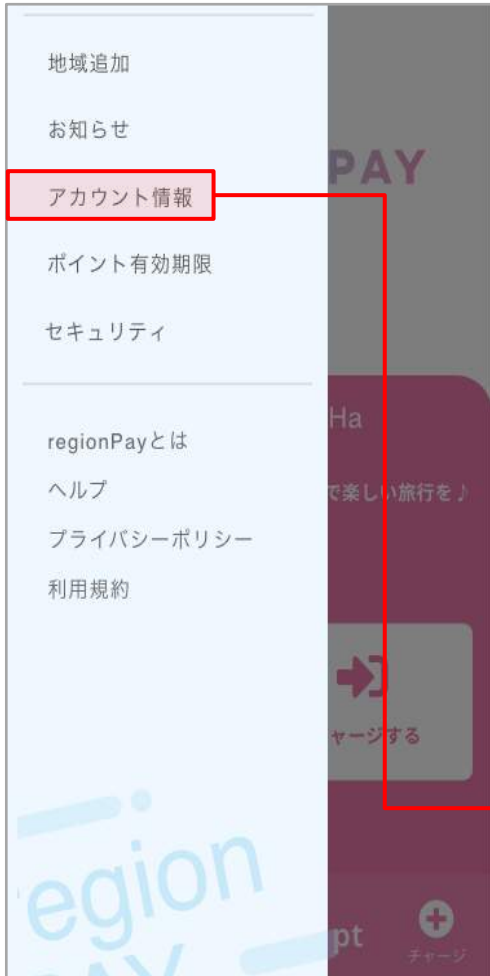 地域追加
お知らせ
アカウント情報
ポイント有効期限
セキュリティ
regionPayとは
ヘルプ
プライバシーポリシー
利用規約
PAY
Ha
で楽しい旅行を♪
ャージする
egion
PAY
pt
チャージ